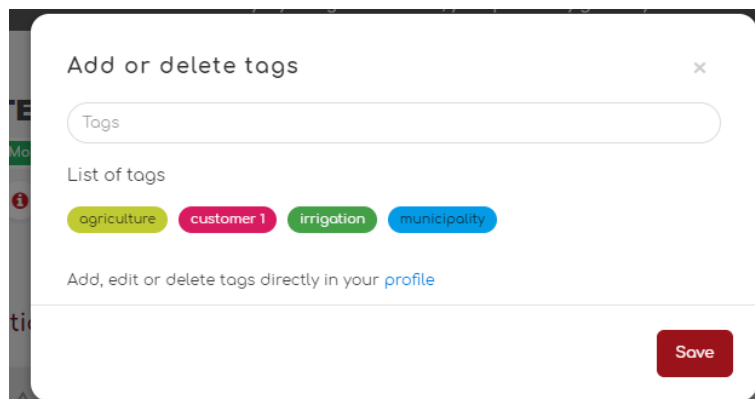 Add or delete tags
×
Tags
List of tags
agriculture customer 1 irrigation municipality
Add, edit or delete tags directly in your profile
Save